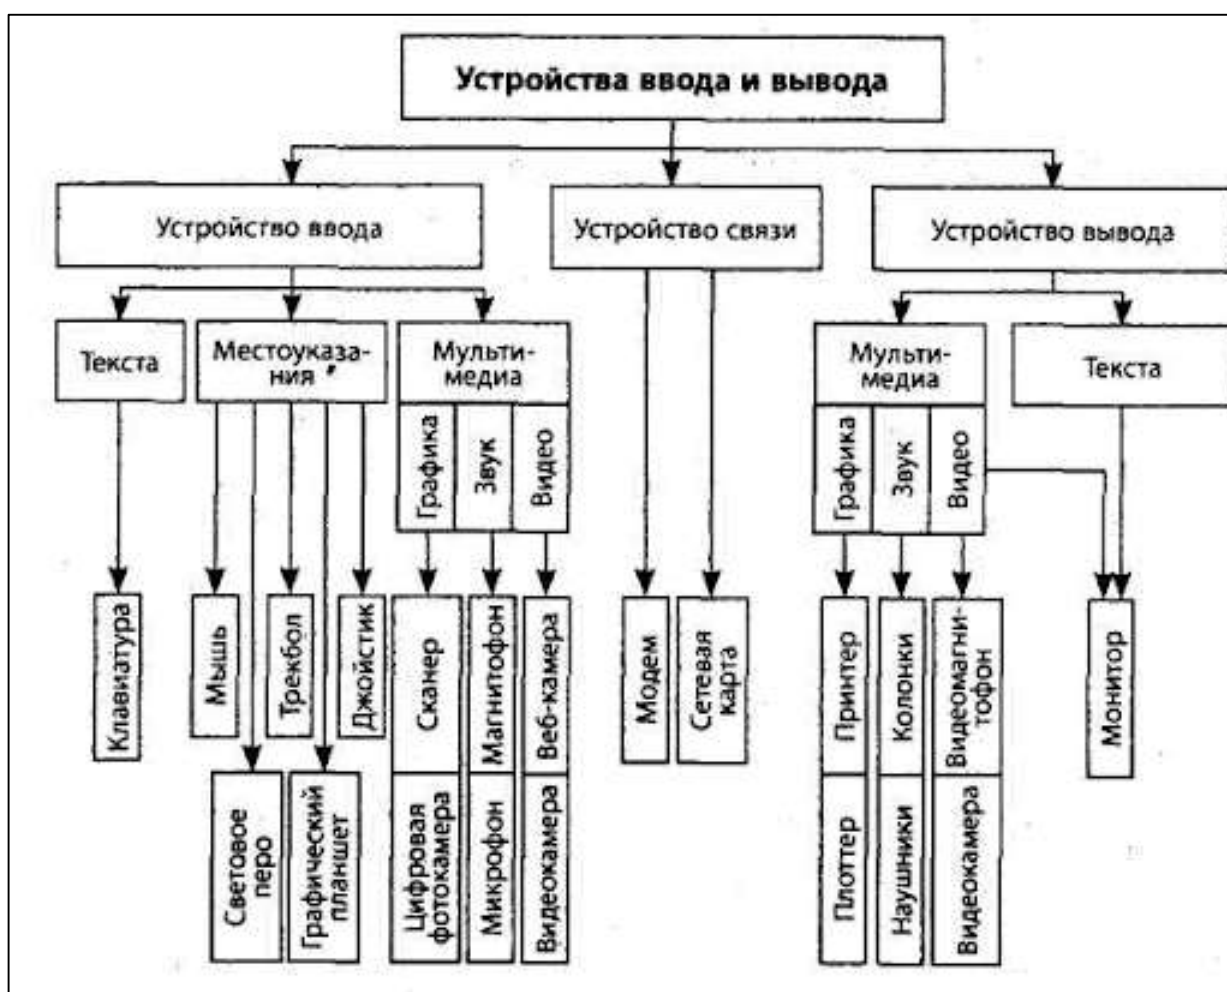 Устройства ввода и вывода
Устройство ввода
Устройство связи
Устройство вывода
Текста
Местоуказа-
ния
Мульти-
медиа
Графика
Звук
Видео
Мульти-
медиа
Графика
Звук
Видео
Текста
Клавиатура
Мышь
Световое
перо
Трекбол
Графический
планшет
Джойстик
Сканер
Цифровая
фотокамера
Магнитофон
Микрофон
Веб-камера
Видеокамера
Модем
Сетевая
карта
Принтер
Плоттер
Колонки
Наушники
Видеомагни-
тофон
Видеокамера
Монитор